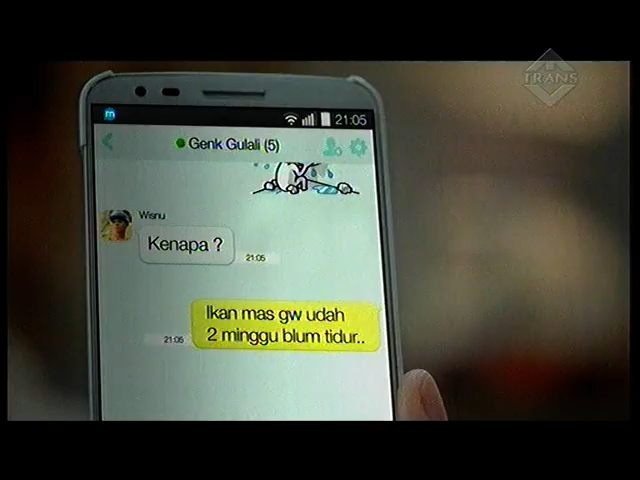 TRANS
m
21:05
Genk Gulali (5)
Wisnu
Kenapa ?
21:05
Ikan mas gw udah
2 minggu blum tidur..
21:05